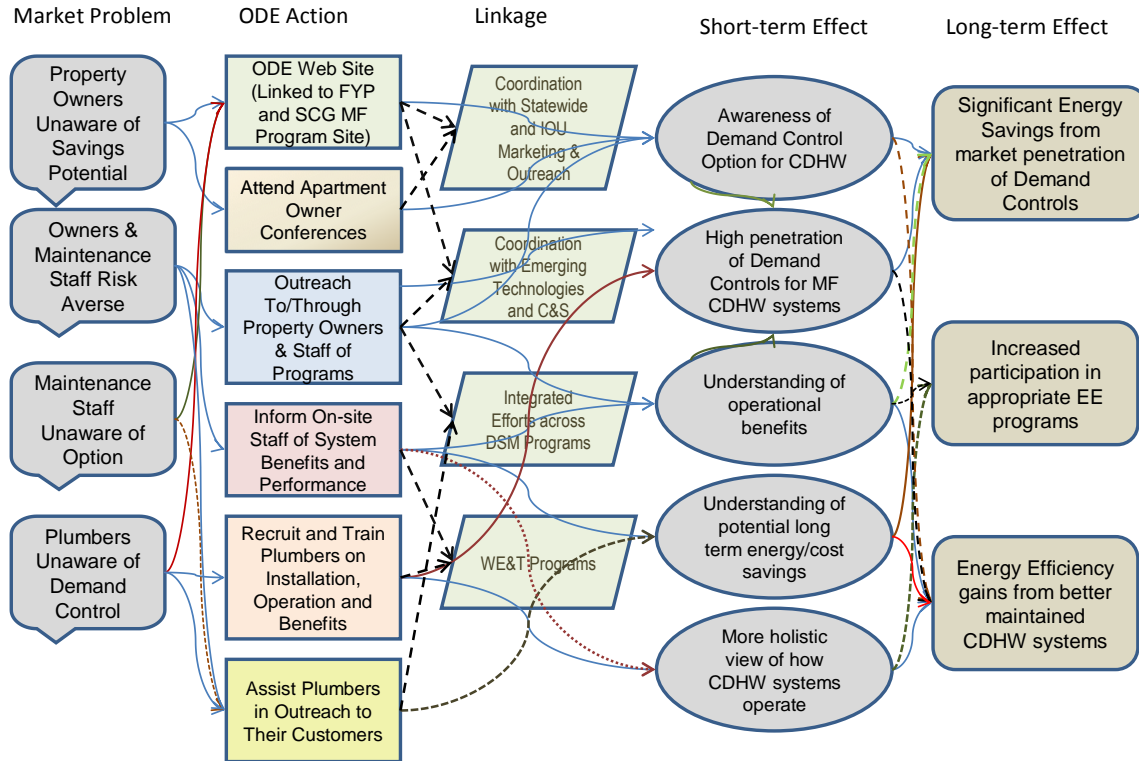 Market Problem
ODE Action
Linkage
Short-term Effect
Long-term Effect
Property
Owners
Unaware of
Savings
Potential
Owners &
Maintenance
Staff Risk
Averse
Maintenance
Staff
Unaware of
Option
Plumbers
Unaware of
Demand
Control
ODE Web Site
(Linked to FYP
and SCG MF
Program Site)
Attend Apartment
Owner
Conferences
Outreach
To/Through
Property Owners
& Staff of
Programs
Inform On-site
Staff of System
Benefits and
Performance
Recruit and Train
Plumbers on
Installation,
Operation and
Benefits
Assist Plumbers
in Outreach to
Their Customers
Coordination
with Statewide
and IOU
Marketing &
Outreach
Coordination
with Emerging
Technologies
and C&S
Integrated
Efforts across
DSM Programs
WE&T Programs
Awareness of
Demand Control
Option for CDHW
High penetration
of Demand
Controls for MF
CDHW systems
Understanding of
operational
benefits
Understanding of
potential long
term energy/cost
savings
More holistic
view of how
CDHW systems
operate
Significant Energy
Savings from
market penetration
of Demand
Controls
Increased
participation in
appropriate EE
programs
Energy Efficiency
gains from better
maintained
CDHW systems